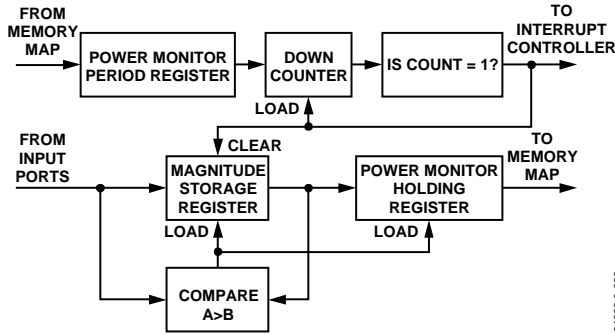 FROM
MEMORY
MAP
POWER MONITOR
PERIOD REGISTER
DOWN
COUNTER
IS COUNT = 1?
TO
INTERRUPT
CONTROLLER
LOAD
CLEAR
FROM
INPUT
PORTS
MAGNITUDE
STORAGE
REGISTER
POWER MONITOR
HOLDING
REGISTER
TO
MEMORY
MAP
LOAD
LOAD
COMPARE
A>B